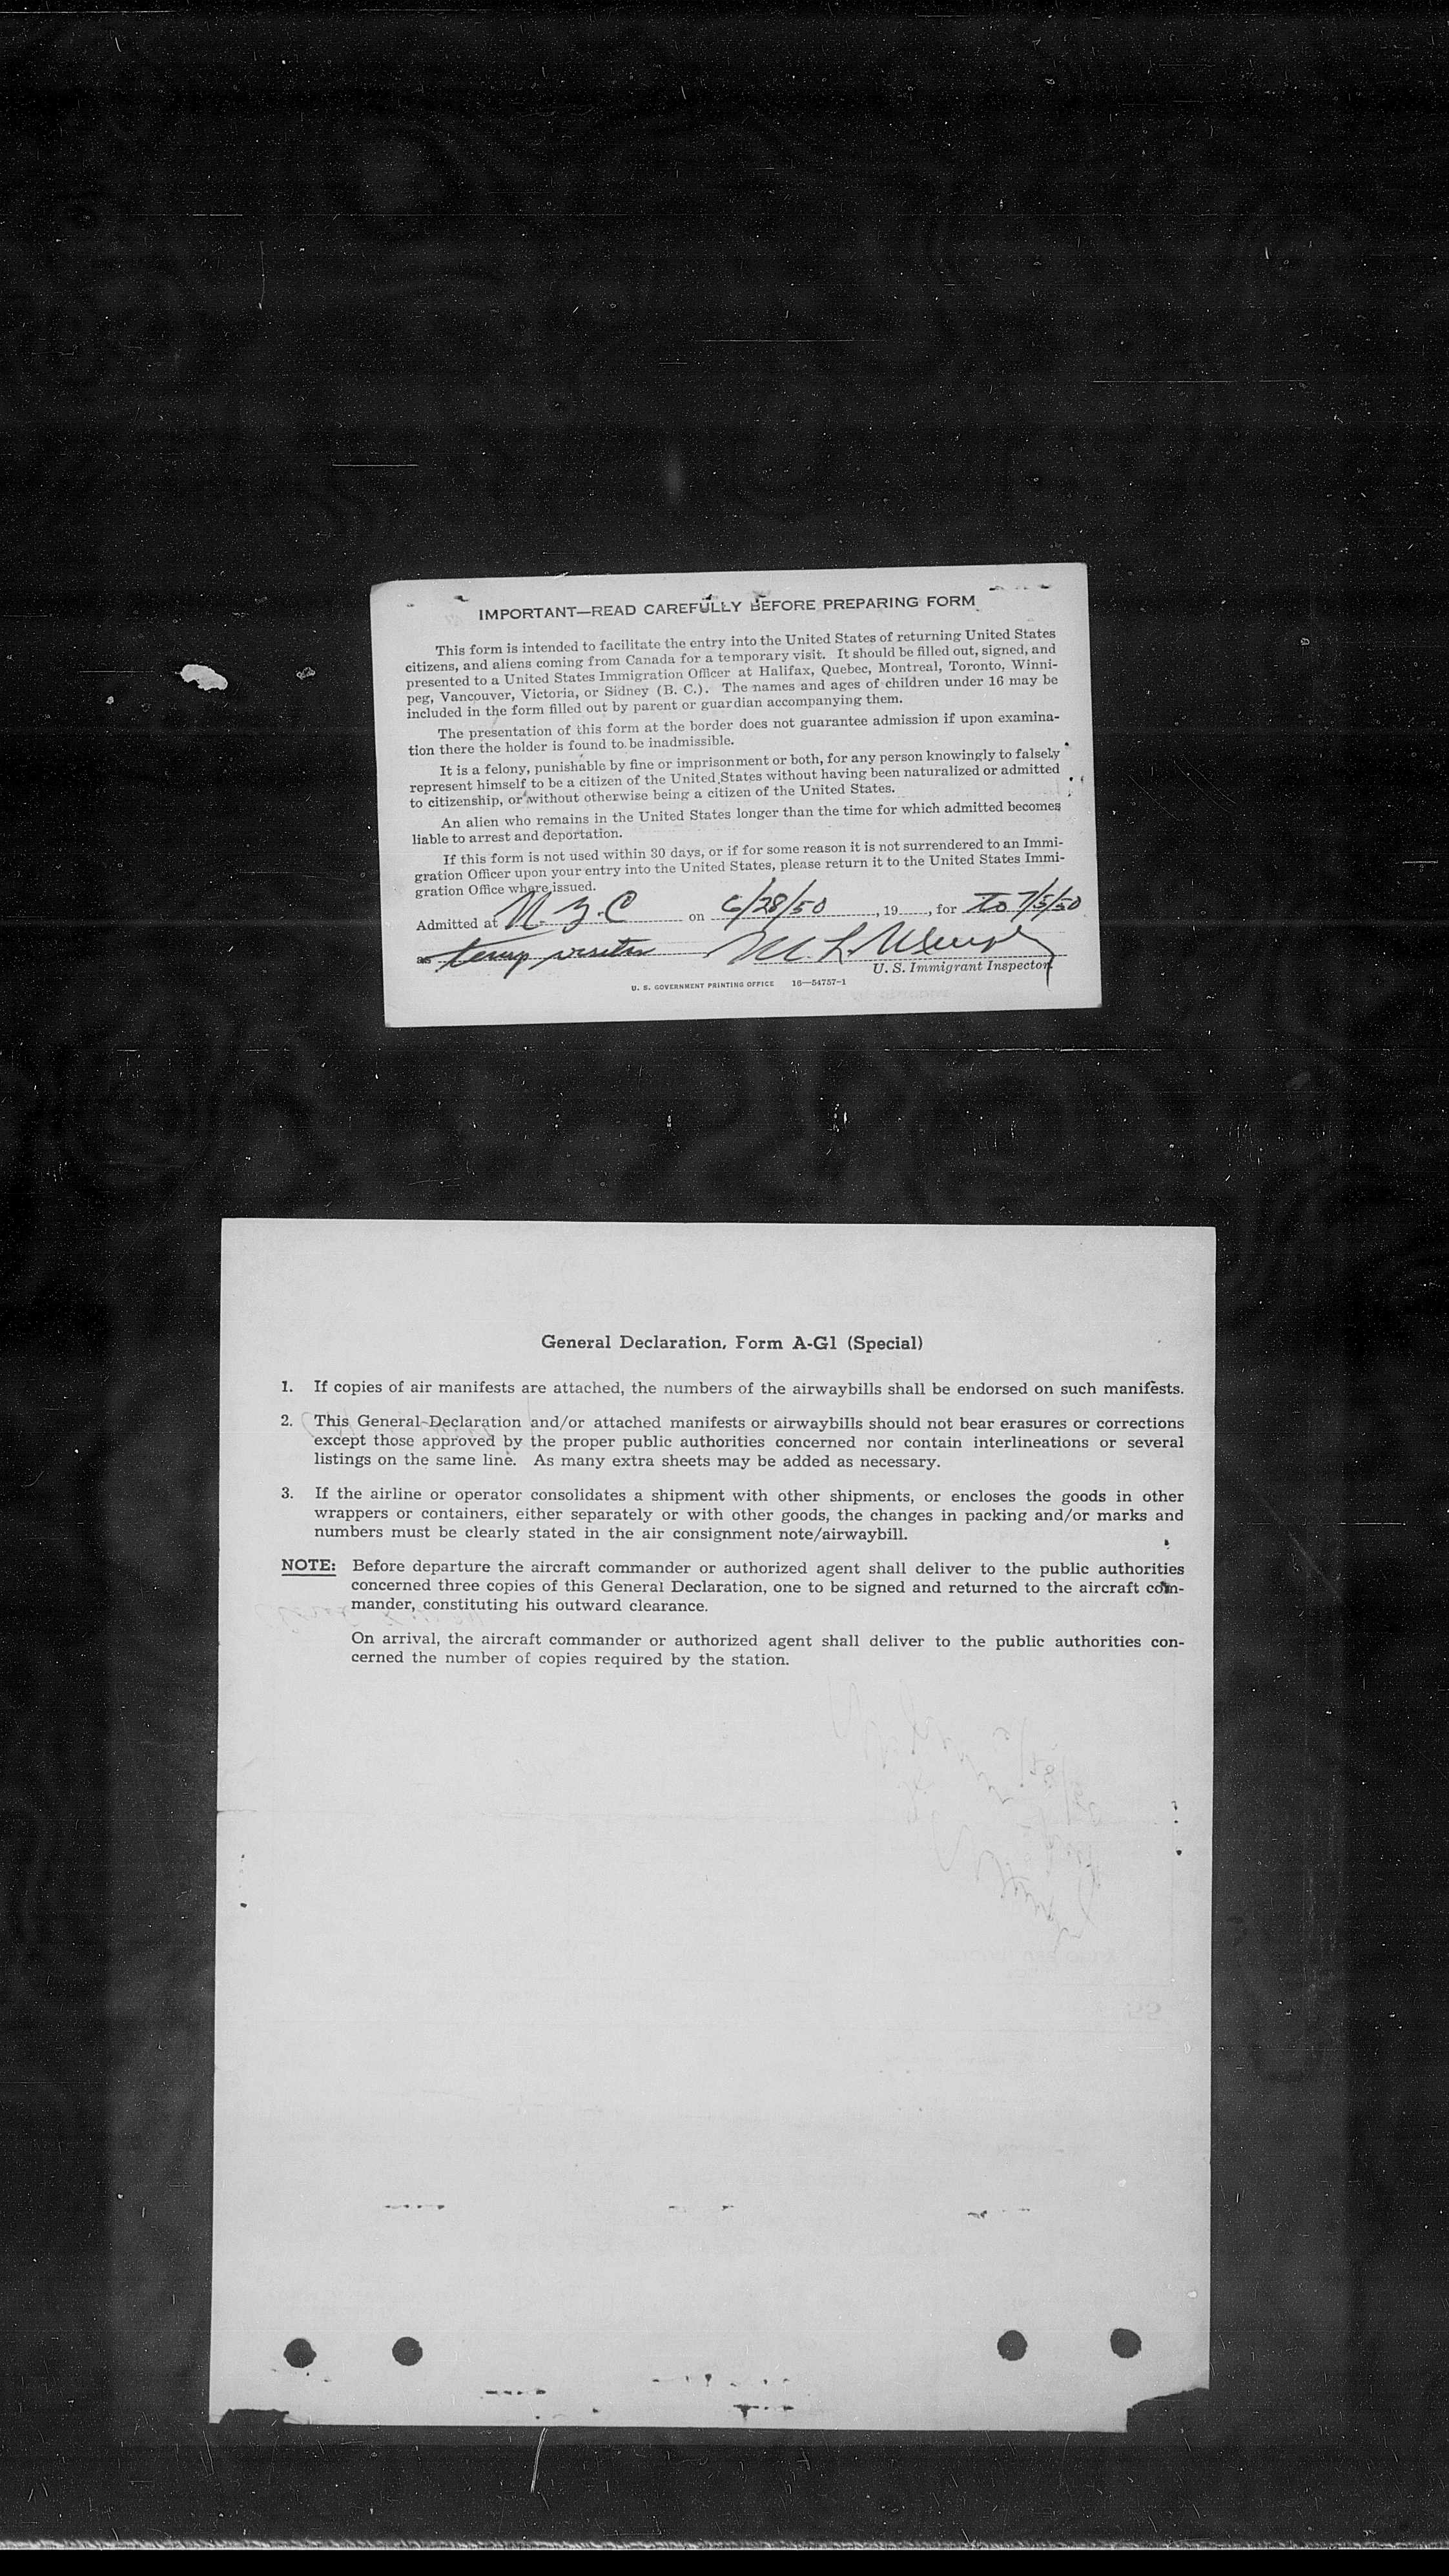 IMPORTANT—READ CAREFULLY BEFORE PREPARING FORM
This form is intended to facilitate the entry into the United States of returning United States
citizens, and aliens coming from Canada for a temporary visit. It should be filled out, signed, and
presented to a United States Immigration Officer at Halifax, Quebec, Montreal, Toronto, Winni-
peg, Vancouver, Victoria, or Sidney (B. C.). The names and ages of children under 16 may be
included in the form filled out by parent or guardian accompanying them.
The presentation of this form at the border does not guarantee admission if upon examina-
tion there the holder is found to be inadmissible.
It is a felony, punishable by fine or imprisonment or both, for any person knowingly to falsely
represent himself to be a citizen of the United States without having been naturalized or admitted
to citizenship, or without otherwise being a citizen of the United States.
An alien who remains in the United States longer than the time for which admitted becomes
liable to arrest and deportation.
If this form is not used within 30 days, or if for some reason it is not surrendered to an Immi-
gration Officer upon your entry into the United States, please return it to the United States Immi-
gration Office where issued.
Admitted at N.Y.C on 6/28/50, 19, for to 7/5/50
as temp visitor M. L.
U. S. Immigrant Inspector.
U. S. GOVERNMENT PRINTING OFFICE 16—54757-1
General Declaration, Form A-G1 (Special)
1. If copies of air manifests are attached, the numbers of the airwaybills shall be endorsed on such manifests.
2. This General Declaration and/or attached manifests or airwaybills should not bear erasures or corrections
except those approved by the proper public authorities concerned nor contain interlineations or several
listings on the same line. As many extra sheets may be added as necessary.
3. If the airline or operator consolidates a shipment with other shipments, or encloses the goods in other
wrappers or containers, either separately or with other goods, the changes in packing and/or marks and
numbers must be clearly stated in the air consignment note/airwaybill.
NOTE: Before departure the aircraft commander or authorized agent shall deliver to the public authorities
concerned three copies of this General Declaration, one to be signed and returned to the aircraft com-
mander, constituting his outward clearance.
On arrival, the aircraft commander or authorized agent shall deliver to the public authorities con-
cerned the number of copies required by the station.